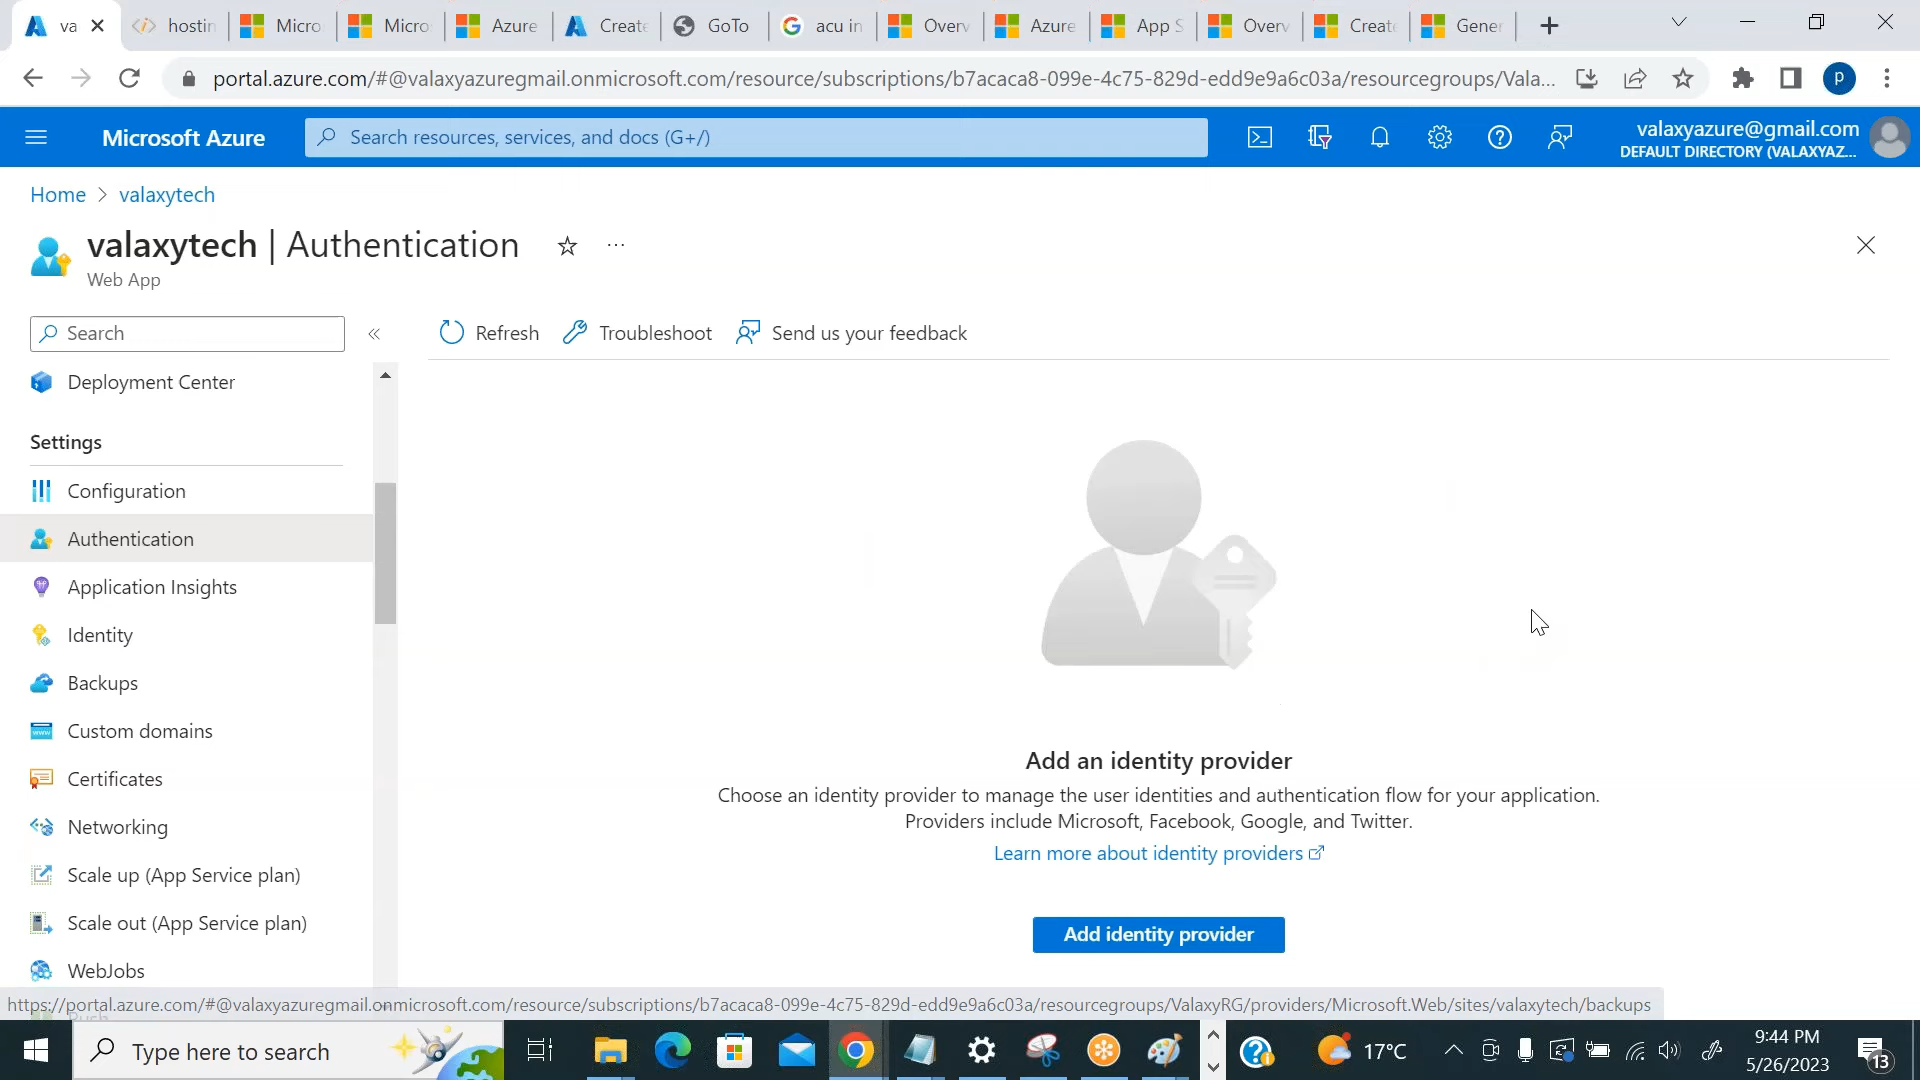 va
hostin
Micro
Micro
Azure
Create
GoTo
acu in
Overv
Azure
App S
Overv
Creat
Gener
portal.azure.com/#@valaxyazuregmail.onmicrosoft.com/resource/subscriptions/b7acaca8-099e-4c75-829d-edd9e9a6c03a/resourcegroups/Vala...
P
Microsoft Azure
Search resources, services, and docs (G+/)
valaxyazure@gmail.com
DEFAULT DIRECTORY (VALAXYAZ...
Home > valaxytech
valaxytech | Authentication
Web App
Search
Refresh
Troubleshoot
Send us your feedback
Deployment Center
Settings
Configuration
Authentication
Application Insights
Identity
Backups
Custom domains
Certificates
Networking
Scale up (App Service plan)
Scale out (App Service plan)
WebJobs
Add an identity provider
Choose an identity provider to manage the user identities and authentication flow for your application.
Providers include Microsoft, Facebook, Google, and Twitter.
Learn more about identity providers
Add identity provider
https://portal.azure.com/#@valaxyazuregmail.onmicrosoft.com/resource/subscriptions/b7acaca8-099e-4c75-829d-edd9e9a6c03a/resourcegroups/ValaxyRG/providers/Microsoft.Web/sites/valaxytech/backups
Type here to search
17°C
9:44 PM
5/26/2023
13